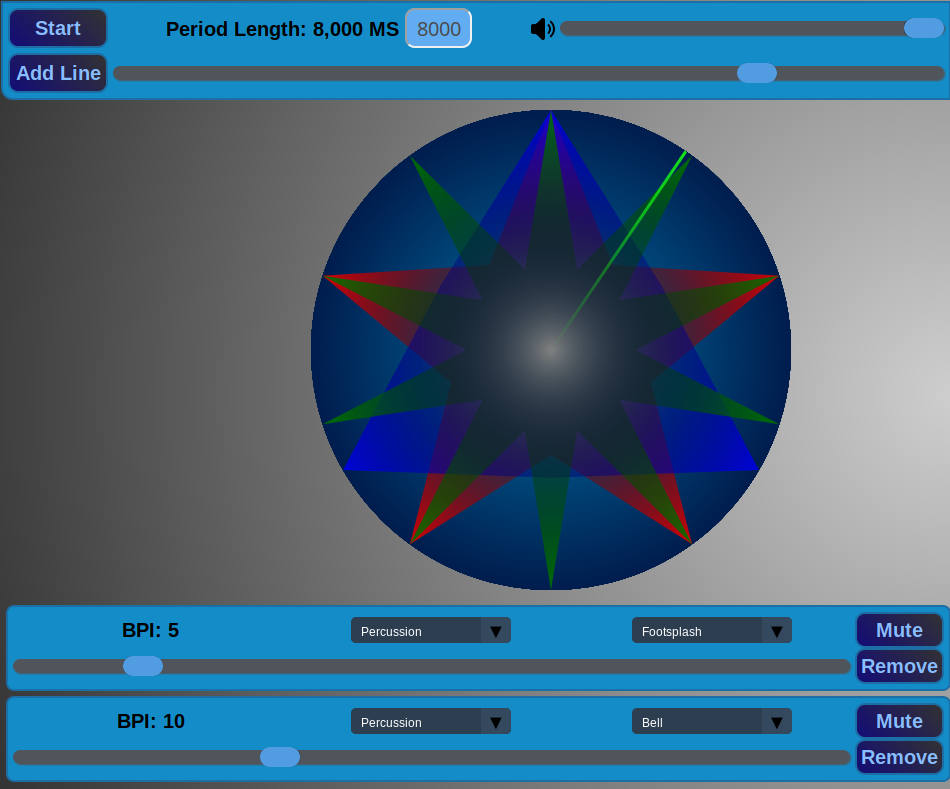 Start
Period Length: 8,000 MS 8000
Add Line
BPI: 5 Percussion ▼ Footsplash ▼ Mute
Remove
BPI: 10 Percussion ▼ Bell ▼ Mute
Remove